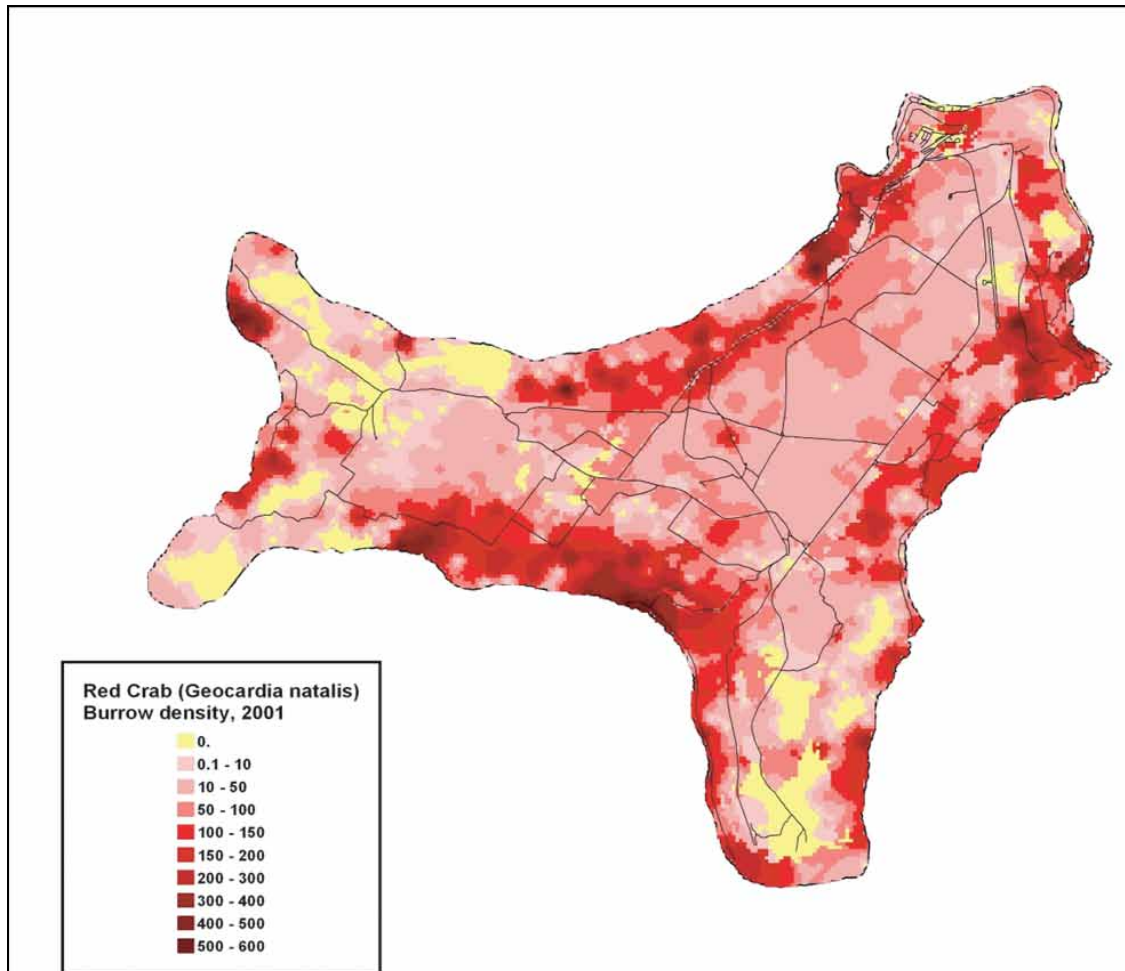 Red Crab (Geocardia natalis)
Burrow density, 2001
0.
0.1 - 10
10 - 50
50 - 100
100 - 150
150 - 200
200 - 300
300 - 400
400 - 500
500 - 600